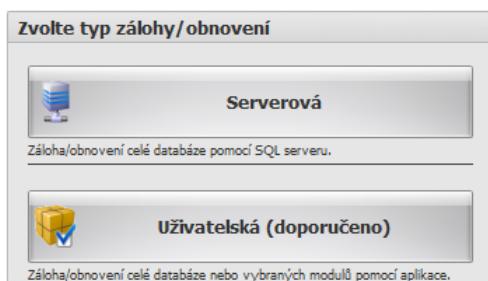 Zvolte typ zálohy/obnovení
Serverová
Záloha/obnovení celé databáze pomocí SQL serveru.
Uživatelská (doporučeno)
Záloha/obnovení celé databáze nebo vybraných modulů pomocí aplikace.